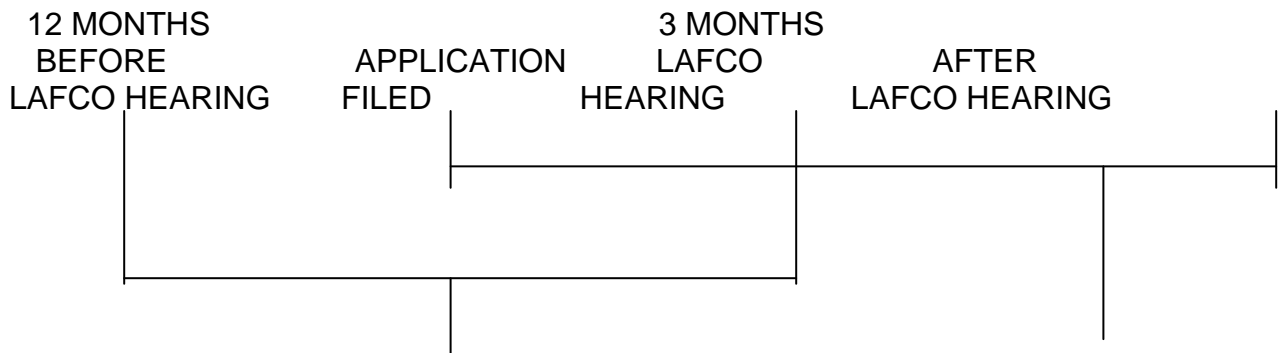 12 MONTHS 3 MONTHS
BEFORE APPLICATION LAFCO AFTER
LAFCO HEARING FILED HEARING LAFCO HEARING